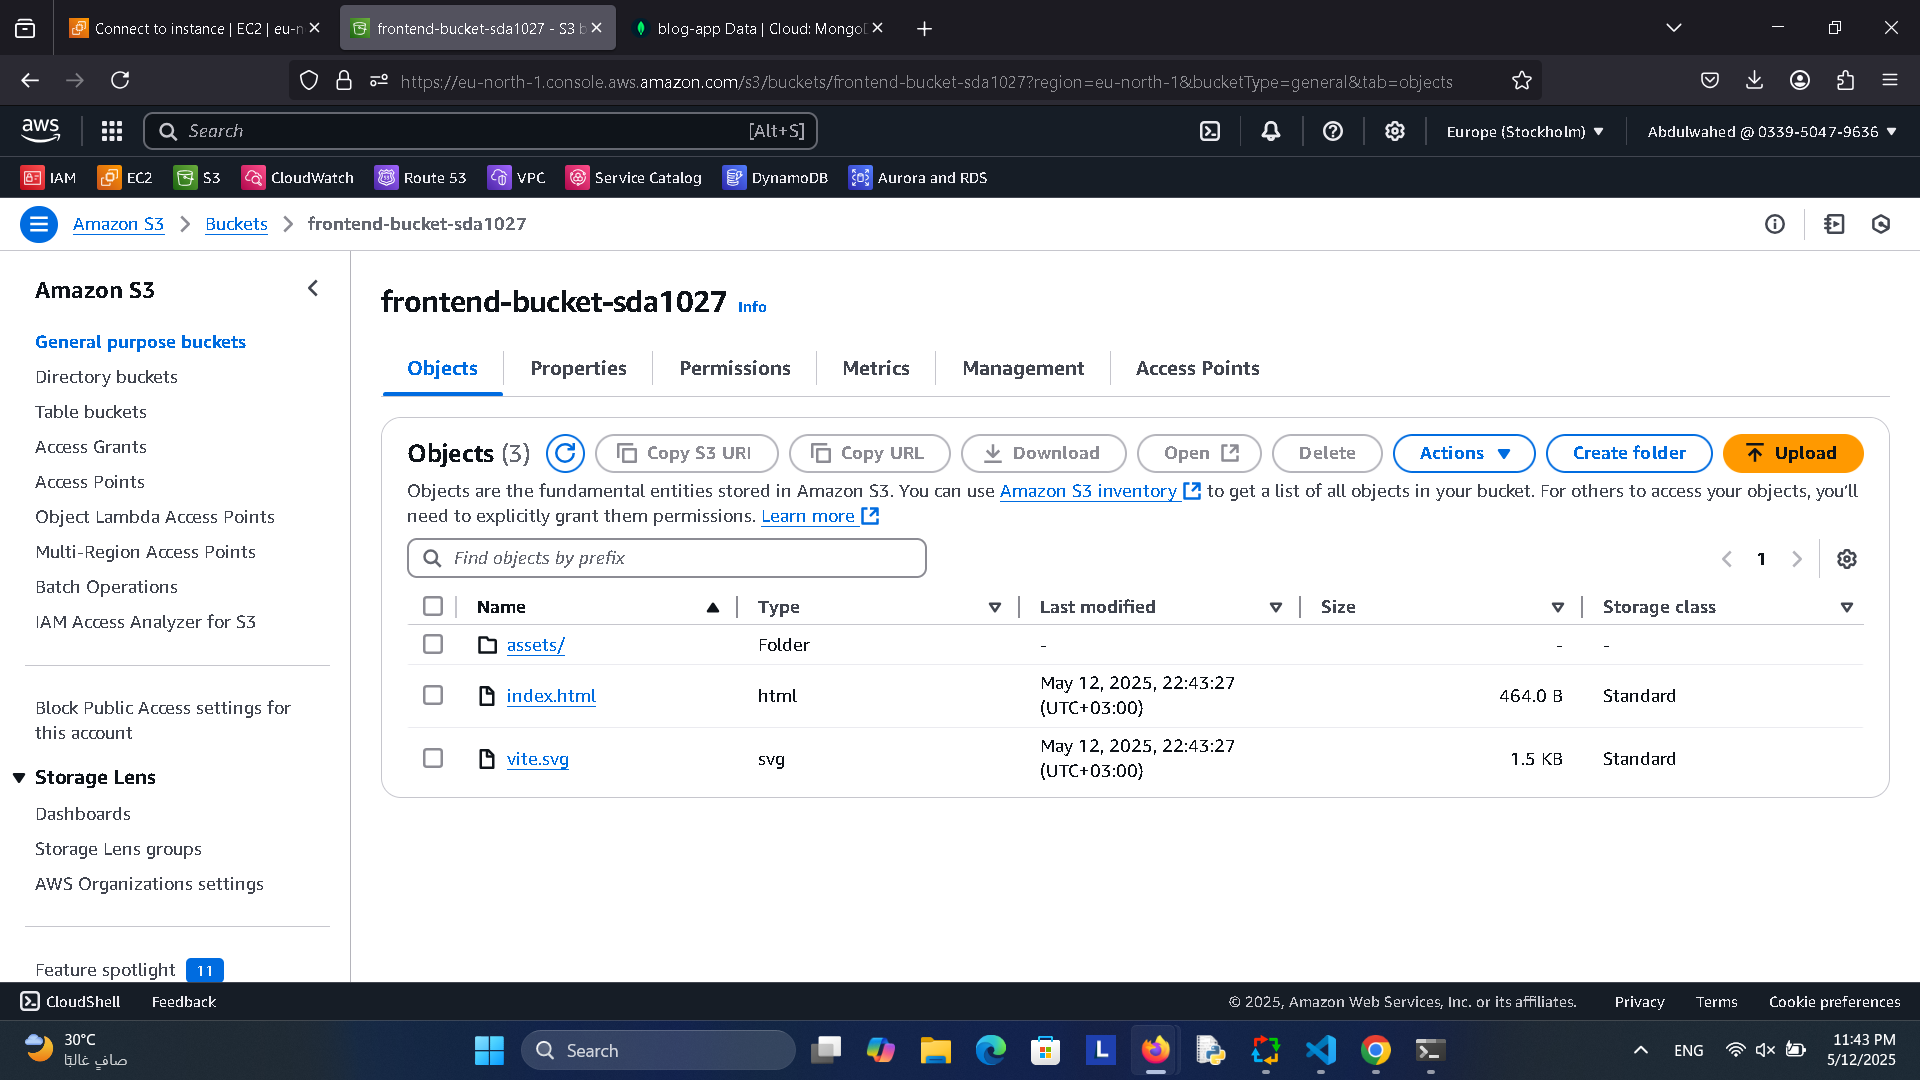 Connect to instance | EC2 | eu-n
frontend-bucket-sda1027 - S3 b
blog-app Data | Cloud: MongoD
https://eu-north-1.console.aws.amazon.com/s3/buckets/frontend-bucket-sda1027?region=eu-north-1&bucketType=general&tab=objects
aws
Search
[Alt+S]
Europe (Stockholm)
Abdulwahed @ 0339-5047-9636
IAM
EC2
S3
CloudWatch
Route 53
VPC
Service Catalog
DynamoDB
Aurora and RDS
Amazon S3
Buckets
frontend-bucket-sda1027
Amazon S3
General purpose buckets
Directory buckets
Table buckets
Access Grants
Access Points
Object Lambda Access Points
Multi-Region Access Points
Batch Operations
IAM Access Analyzer for S3
Block Public Access settings for
this account
Storage Lens
Dashboards
Storage Lens groups
AWS Organizations settings
Feature spotlight 11
frontend-bucket-sda1027 Info
Objects
Properties
Permissions
Metrics
Management
Access Points
Objects (3)
Copy S3 URI
Copy URL
Download
Open
Delete
Actions
Create folder
Upload
Objects are the fundamental entities stored in Amazon S3. You can use Amazon S3 inventory to get a list of all objects in your bucket. For others to access your objects, you'll
need to explicitly grant them permissions. Learn more
Find objects by prefix
1
Name
Type
Last modified
Size
Storage class
assets/
Folder
-
-
-
index.html
html
May 12, 2025, 22:43:27
(UTC+03:00)
464.0 B
Standard
vite.svg
svg
May 12, 2025, 22:43:27
(UTC+03:00)
1.5 KB
Standard
CloudShell
Feedback
© 2025, Amazon Web Services, Inc. or its affiliates.
Privacy
Terms
Cookie preferences
30°C
صافٍ غالبًا
Search
L
ENG
11:43 PM
5/12/2025